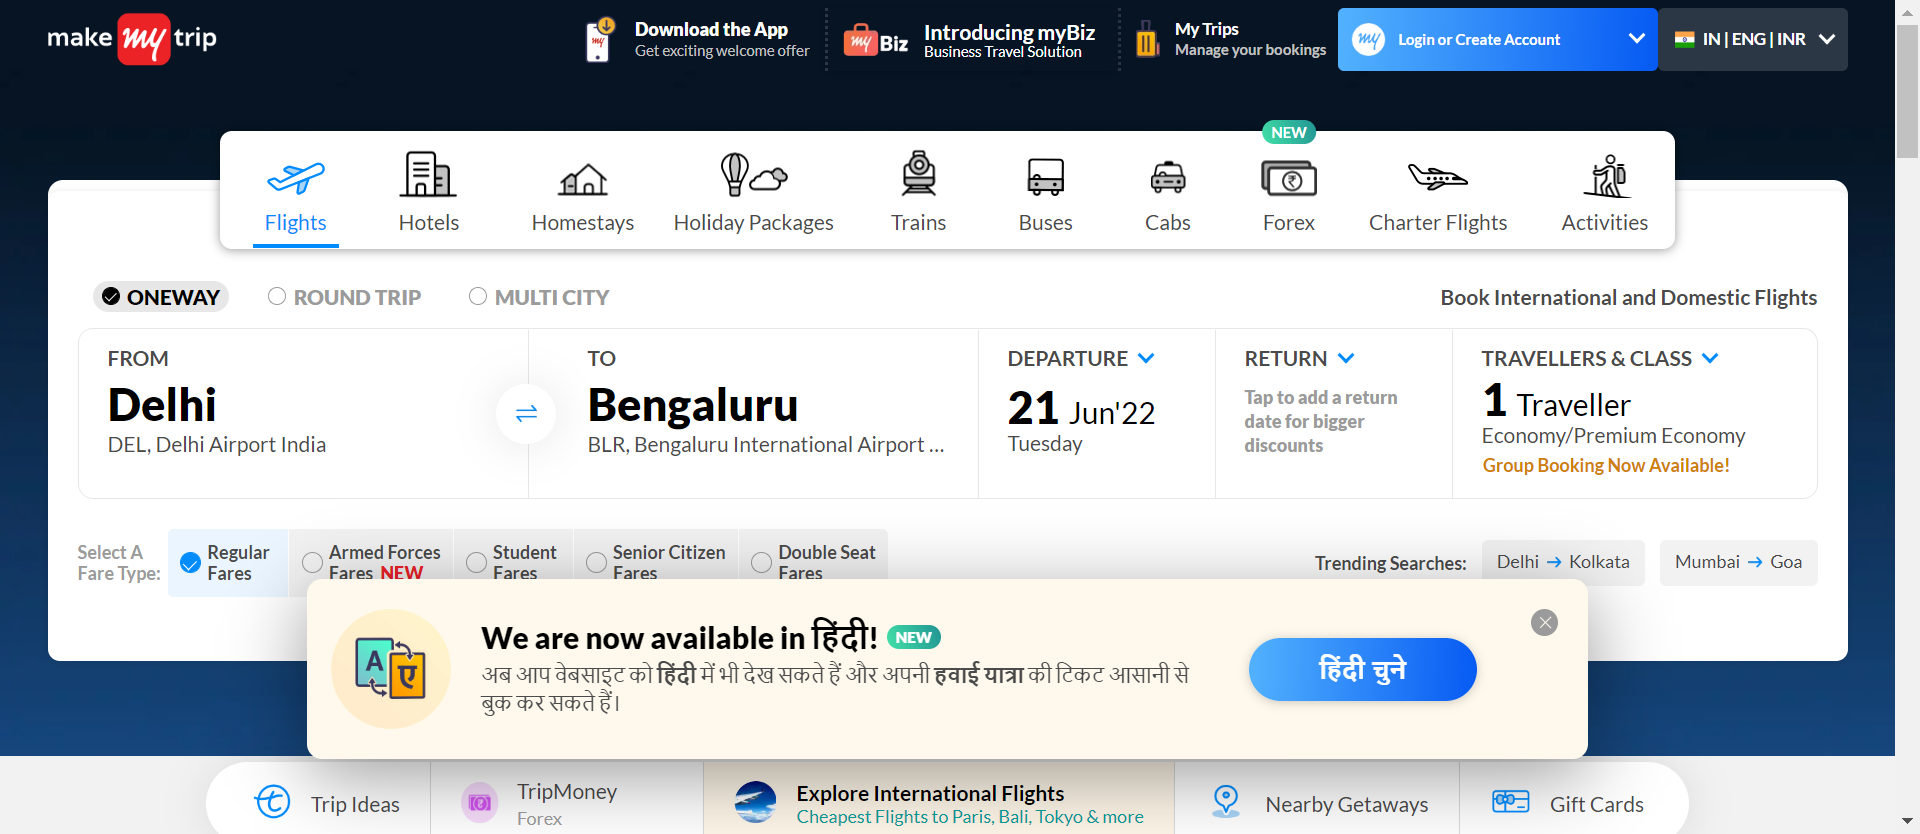 make my trip
Download the App
Get exciting welcome offer
my Biz
Introducing myBiz
Business Travel Solution
My Trips
Manage your bookings
my Login or Create Account
IN | ENG | INR
NEW
Flights
Hotels
Homestays
Holiday Packages
Trains
Buses
Cabs
Forex
Charter Flights
Activities
ONEWAY
ROUND TRIP
MULTI CITY
Book International and Domestic Flights
FROM
Delhi
DEL, Delhi Airport India
TO
Bengaluru
BLR, Bengaluru International Airport ...
DEPARTURE
21 Jun'22
Tuesday
RETURN
Tap to add a return
date for bigger
discounts
TRAVELLERS & CLASS
1 Traveller
Economy/Premium Economy
Group Booking Now Available!
Select A
Fare Type:
Regular
Fares
Armed Forces
Fares NEW
Student
Fares
Senior Citizen
Fares
Double Seat
Fares
Trending Searches:
Delhi → Kolkata
Mumbai → Goa
A ए
We are now available in हिंदी! NEW
अब आप वेबसाइट को हिंदी में भी देख सकते हैं और अपनी हवाई यात्रा की टिकट आसानी से
बुक कर सकते हैं।
हिंदी चुने
Trip Ideas
TripMoney
Forex
Explore International Flights
Cheapest Flights to Paris, Bali, Tokyo & more
Nearby Getaways
Gift Cards